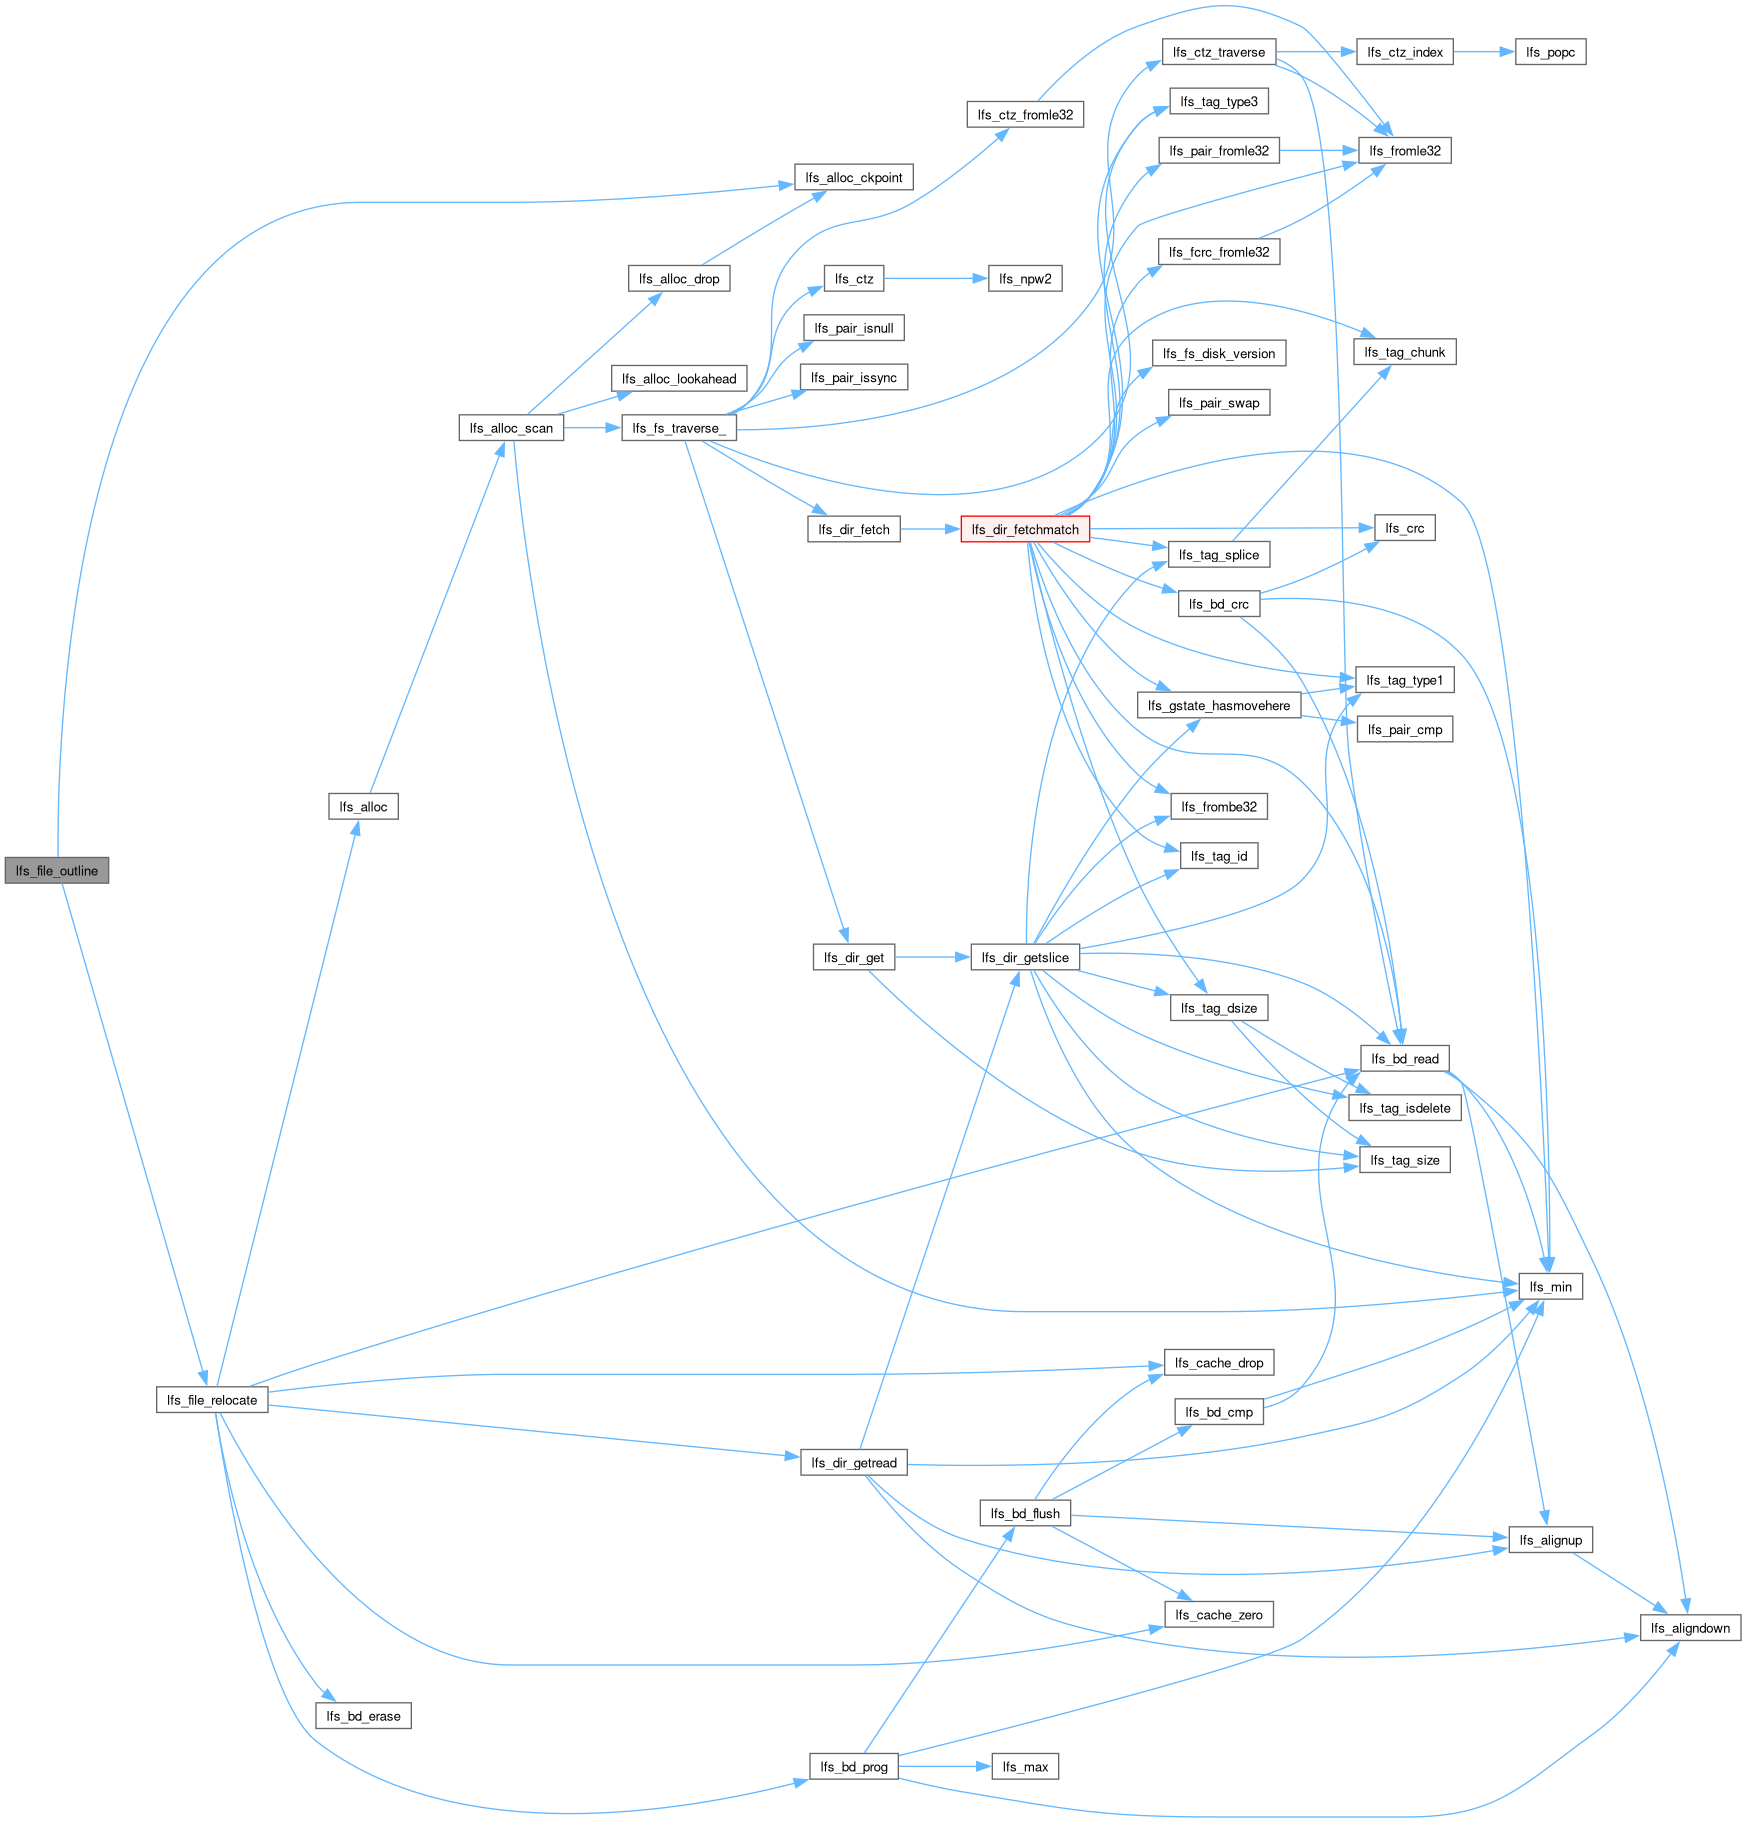 lfs_file_outline
lfs_alloc_ckpoint
lfs_file_relocate
lfs_alloc
lfs_alloc_scan
lfs_alloc_drop
lfs_alloc_lookahead
lfs_fs_traverse_
lfs_ctz_fromle32
lfs_ctz
lfs_npw2
lfs_pair_isnull
lfs_pair_issync
lfs_dir_fetch
lfs_dir_fetchmatch
lfs_ctz_traverse
lfs_ctz_index
lfs_popc
lfs_tag_type3
lfs_pair_fromle32
lfs_fromle32
lfs_fcrc_fromle32
lfs_fs_disk_version
lfs_tag_chunk
lfs_pair_swap
lfs_crc
lfs_tag_splice
lfs_bd_crc
lfs_tag_type1
lfs_gstate_hasmovehere
lfs_pair_cmp
lfs_frombe32
lfs_tag_id
lfs_dir_get
lfs_dir_getslice
lfs_tag_dsize
lfs_bd_read
lfs_tag_isdelete
lfs_tag_size
lfs_min
lfs_cache_drop
lfs_bd_cmp
lfs_dir_getread
lfs_bd_flush
lfs_alignup
lfs_cache_zero
lfs_aligndown
lfs_bd_erase
lfs_bd_prog
lfs_max